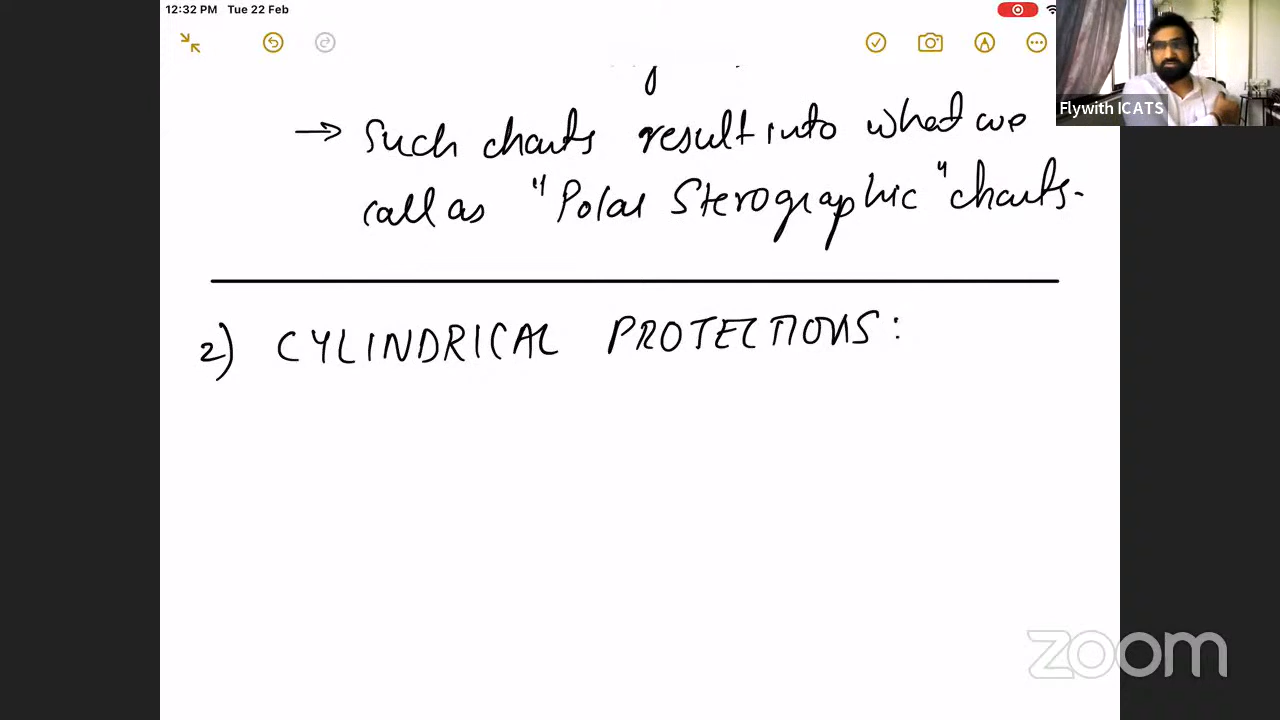 12:32 PM Tue 22 Feb
Flywith ICATS
→ Such charts result into what we
call as "Polar Sterographic" charts.
2) CYLINDRICAL PROTECTIONS:
zoom